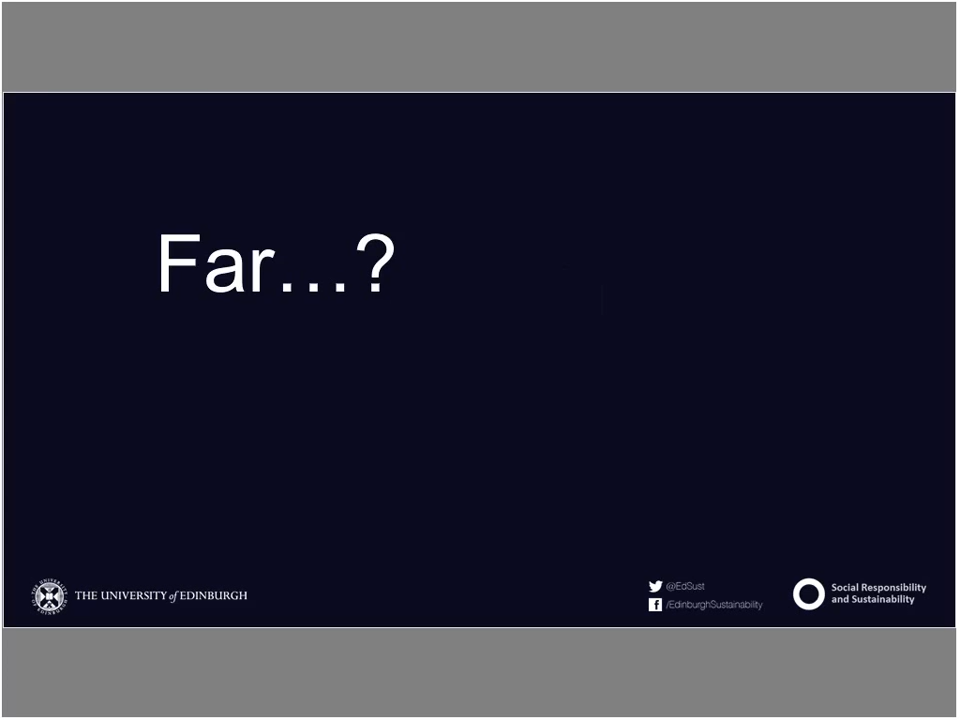 Far…?
THE UNIVERSITY of EDINBURGH
@EdSust
/EdinburghSustainability
Social Responsibility
and Sustainability